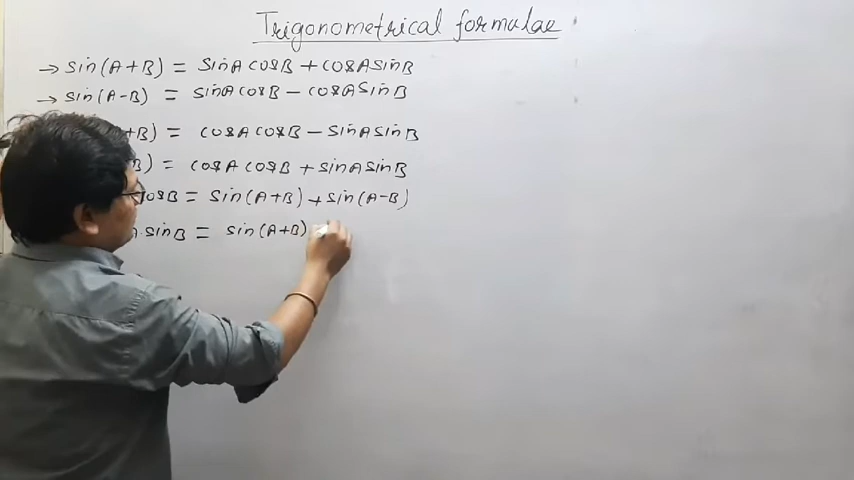 Trigonometrical formulae
→ sin(A+B) = sinA cosB + cosA sinB
→ sin(A-B) = sinA cosB - cosA sinB
+B) = cosA cosB - sinA sinB
B) = cosA cosB + sinA sinB
cosB = sin(A+B) + sin(A-B)
A·sinB = sin(A+B)